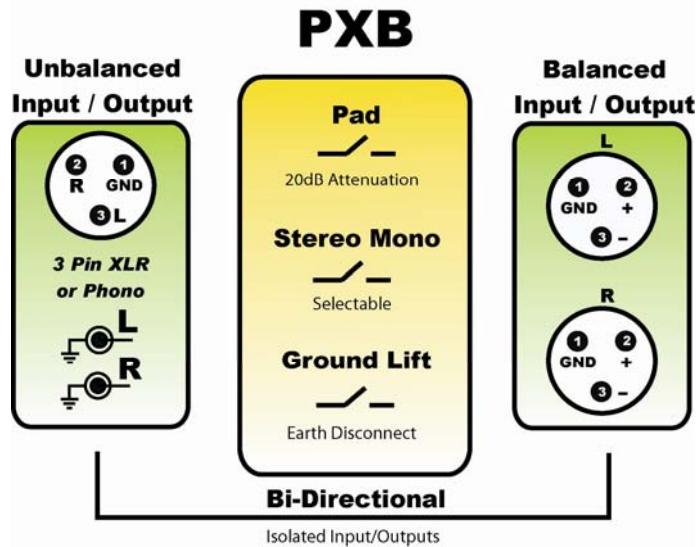 PXB
Unbalanced
Input / Output
2
1
R
GND
3 L
3 Pin XLR
or Phono
L
R
Pad
20dB Attenuation
Stereo Mono
Selectable
Ground Lift
Earth Disconnect
Balanced
Input / Output
L
1
2
GND
+
3 –
R
1
2
GND
+
3 –
Bi-Directional
Isolated Input/Outputs